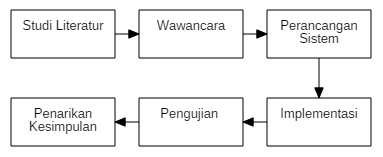 Studi Literatur
Wawancara
Perancangan
Sistem
Implementasi
Pengujian
Penarikan
Kesimpulan